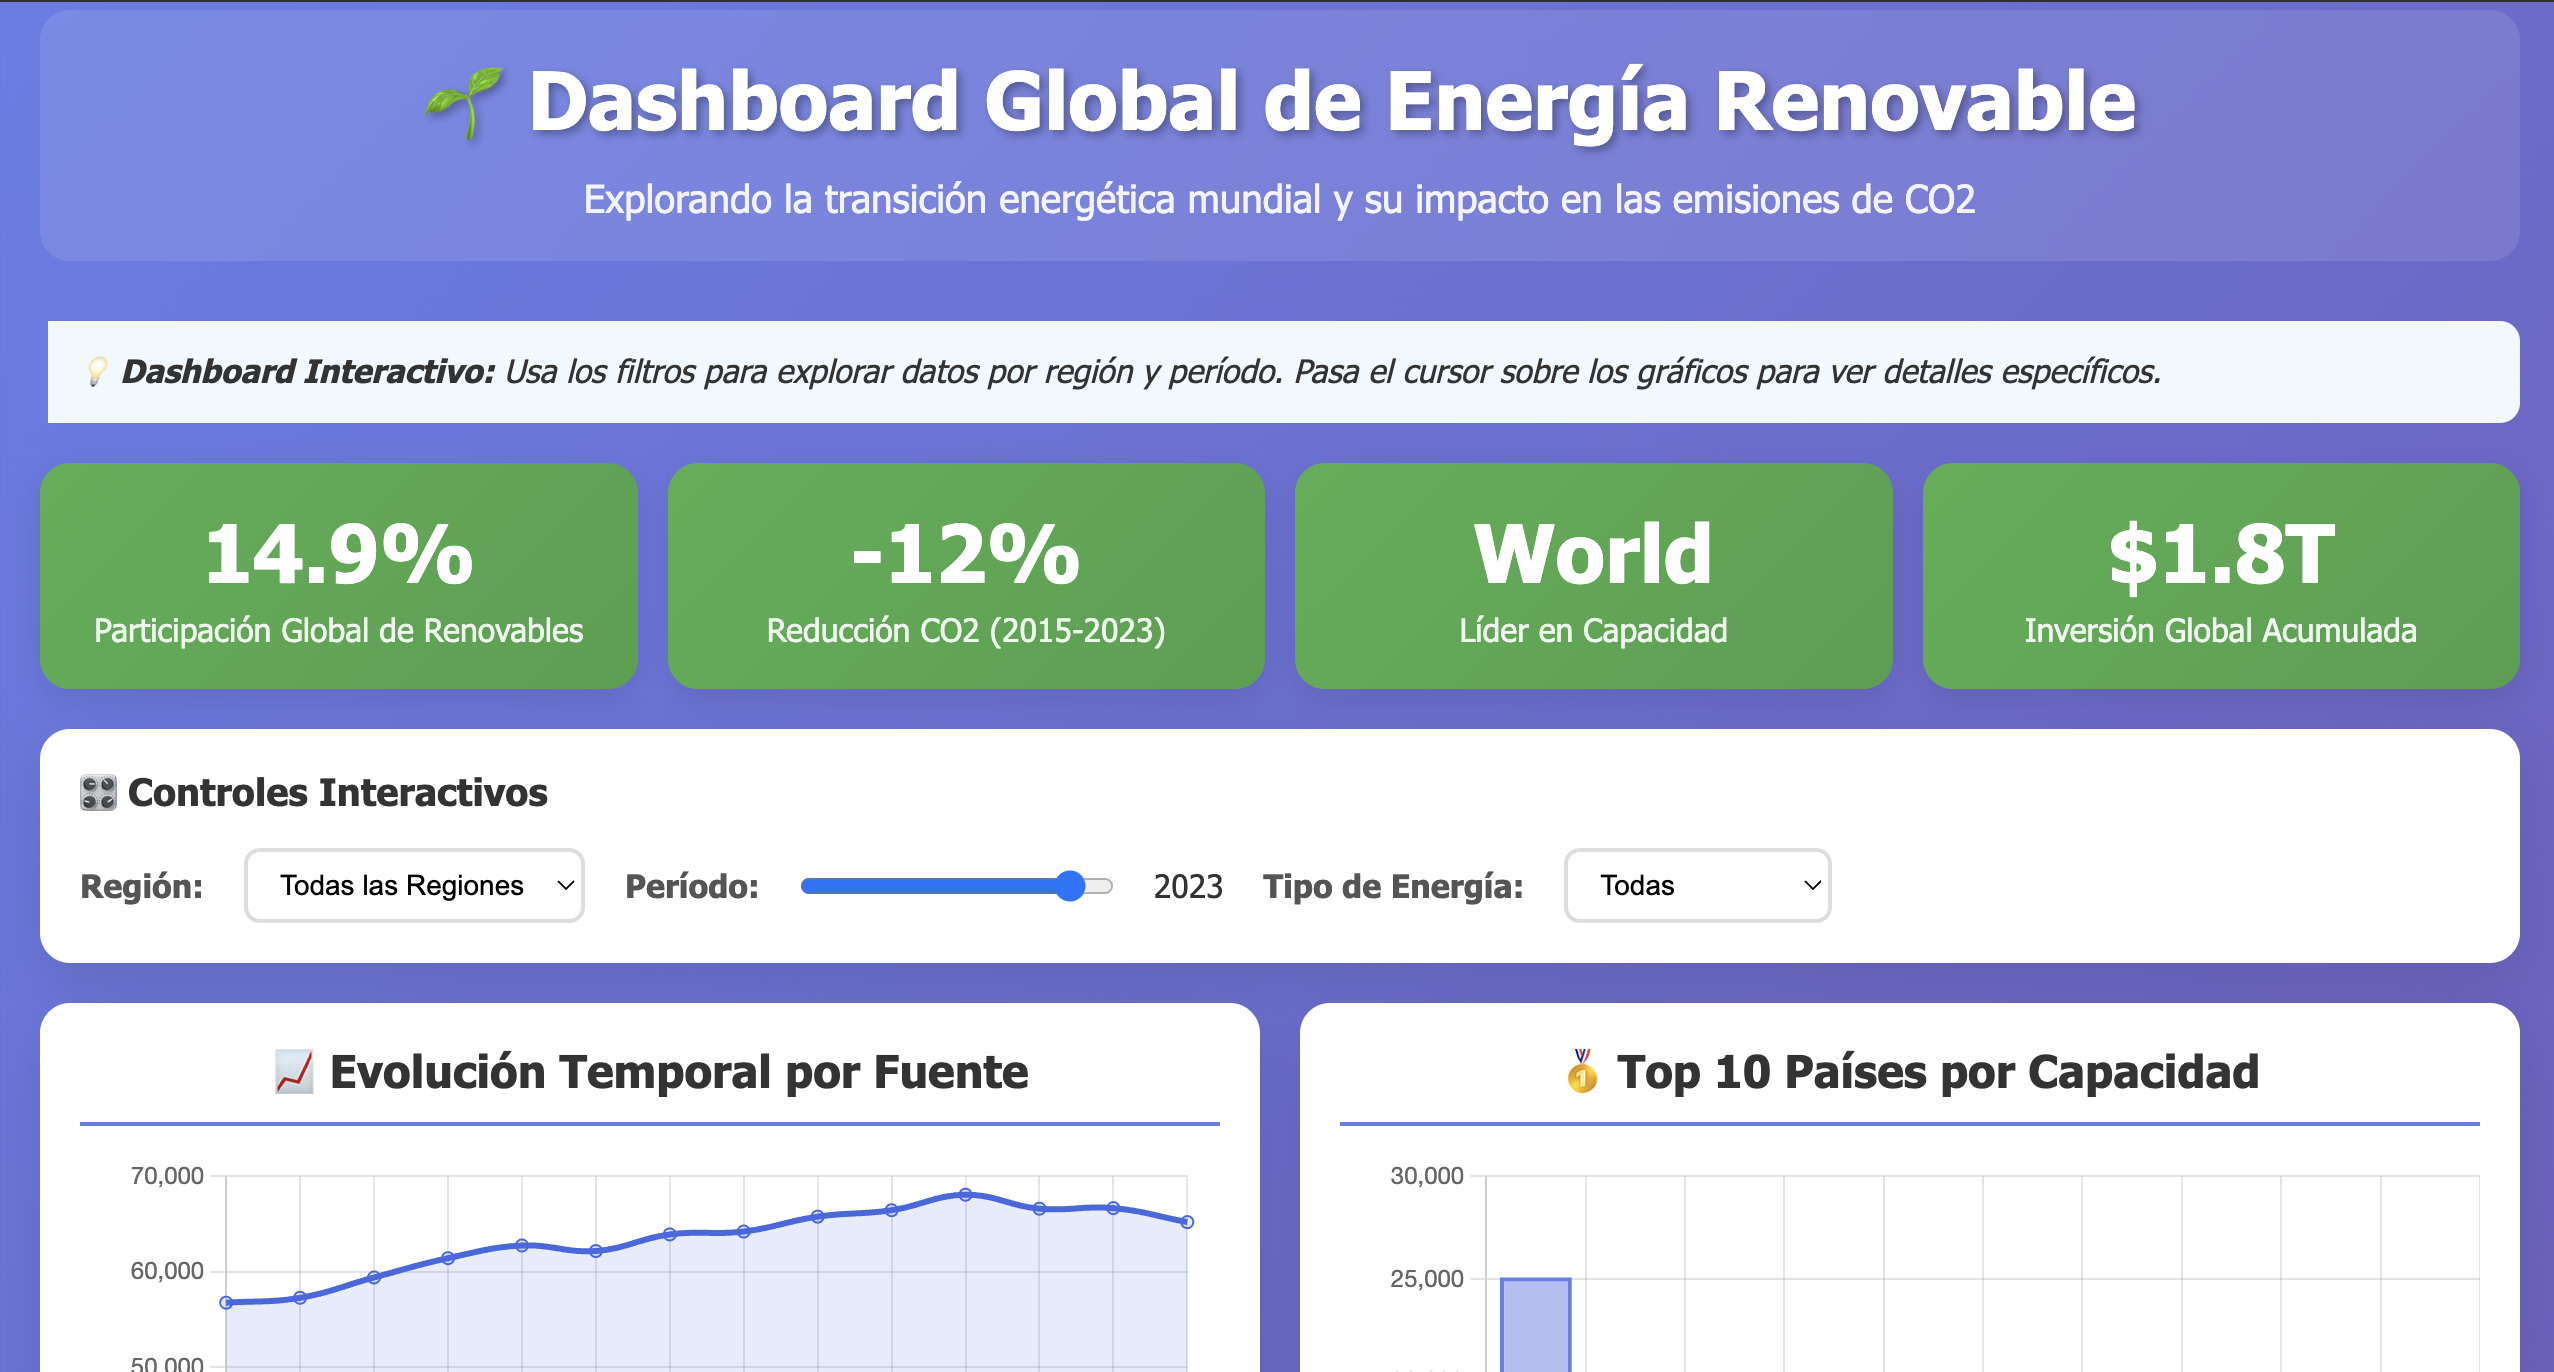 Dashboard Global de Energía Renovable
Explorando la transición energética mundial y su impacto en las emisiones de CO2
Dashboard Interactivo: Usa los filtros para explorar datos por región y período. Pasa el cursor sobre los gráficos para ver detalles específicos.
14.9%
Participación Global de Renovables
-12%
Reducción CO2 (2015-2023)
World
Líder en Capacidad
$1.8T
Inversión Global Acumulada
Controles Interactivos
Región: Todas las Regiones Período: 2023 Tipo de Energía: Todas
Evolución Temporal por Fuente
70,000
60,000
50,000
Top 10 Países por Capacidad
30,000
25,000